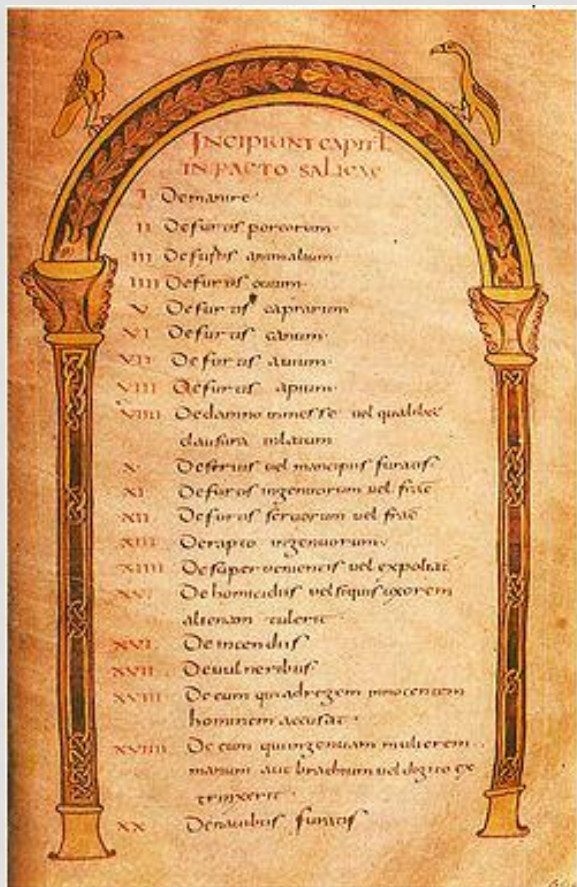 INCIPIUNT CAPITL
IN PACTO SALICAE
I De manire
II De furtis porcorum
III De furtis animalium
IIII De furtis ouium
V De furtis caprarum
VI De furtis canum
VII De furtis auium
VIII De furtis apium
VIIII De damno in messe uel qualibet
clausura inlatum
X De seruis uel mancipiis furatis
XI De furtis ingenuorum uel frac
XII De furtis seruorum uel frac
XIII De rapto ingenuorum
XIIII De superuenientis uel expoliat
XV De homicidiis uel si quis uxorem
alienam tulerit
XVI De incendiis
XVII De uulneribus
XVIII De eum qui ad regem innocentem
hominem accusat
XVIIII De eum qui ingenuam mulierem
manum aut brachium uel digito ex
trinxerit
XX De nauibus furatis